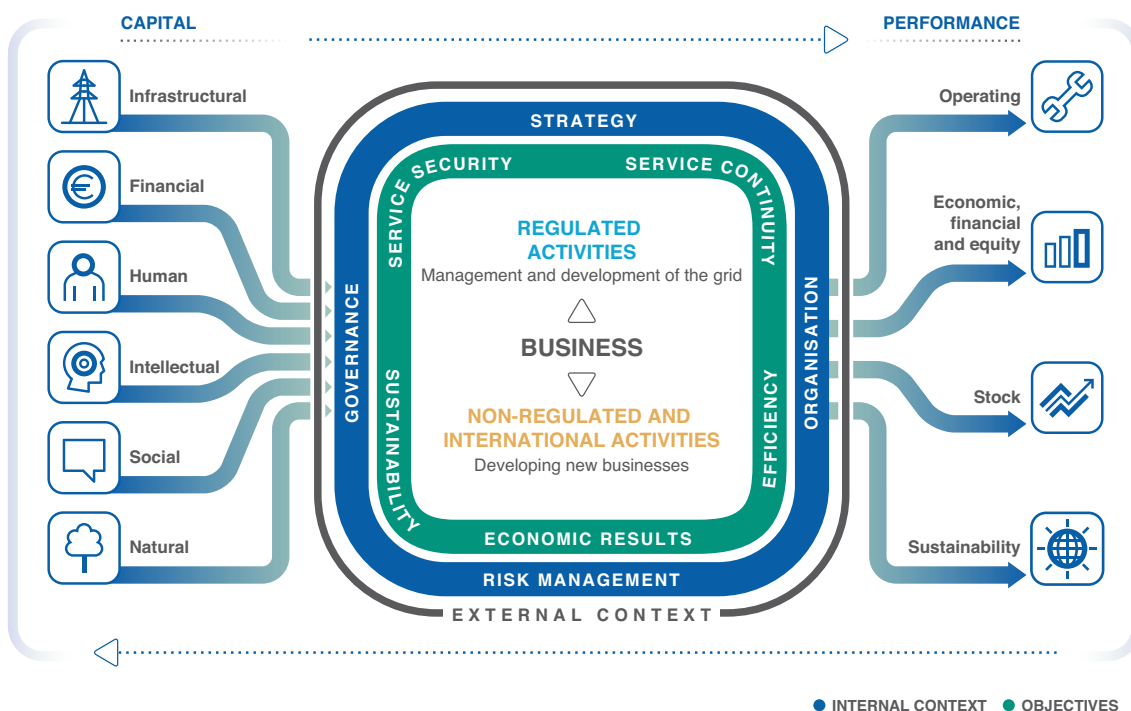 CAPITAL
PERFORMANCE
Infrastructural
Financial
Human
Intellectual
Social
Natural
STRATEGY
GOVERNANCE
ORGANISATION
RISK MANAGEMENT
EXTERNAL CONTEXT
SERVICE SECURITY
SERVICE CONTINUITY
SUSTAINABILITY
EFFICIENCY
ECONOMIC RESULTS
REGULATED
ACTIVITIES
Management and development of the grid
BUSINESS
NON-REGULATED AND
INTERNATIONAL ACTIVITIES
Developing new businesses
Operating
Economic,
financial
and equity
Stock
Sustainability
INTERNAL CONTEXT
OBJECTIVES